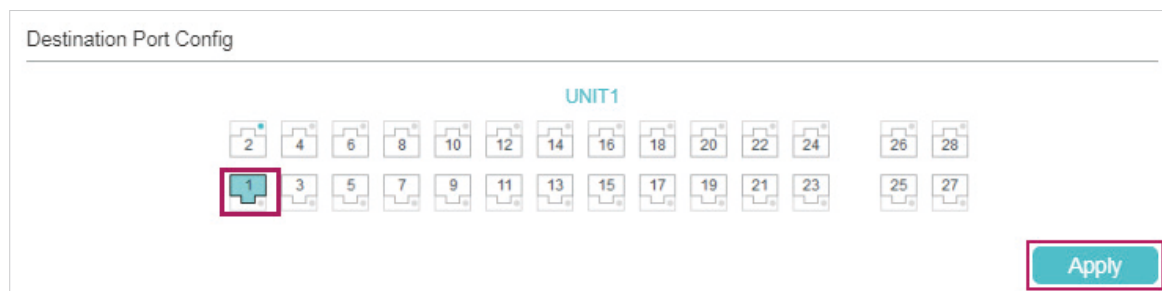 Destination Port Config
UNIT1
2 4 6 8 10 12 14 16 18 20 22 24 26 28
1 3 5 7 9 11 13 15 17 19 21 23 25 27
Apply